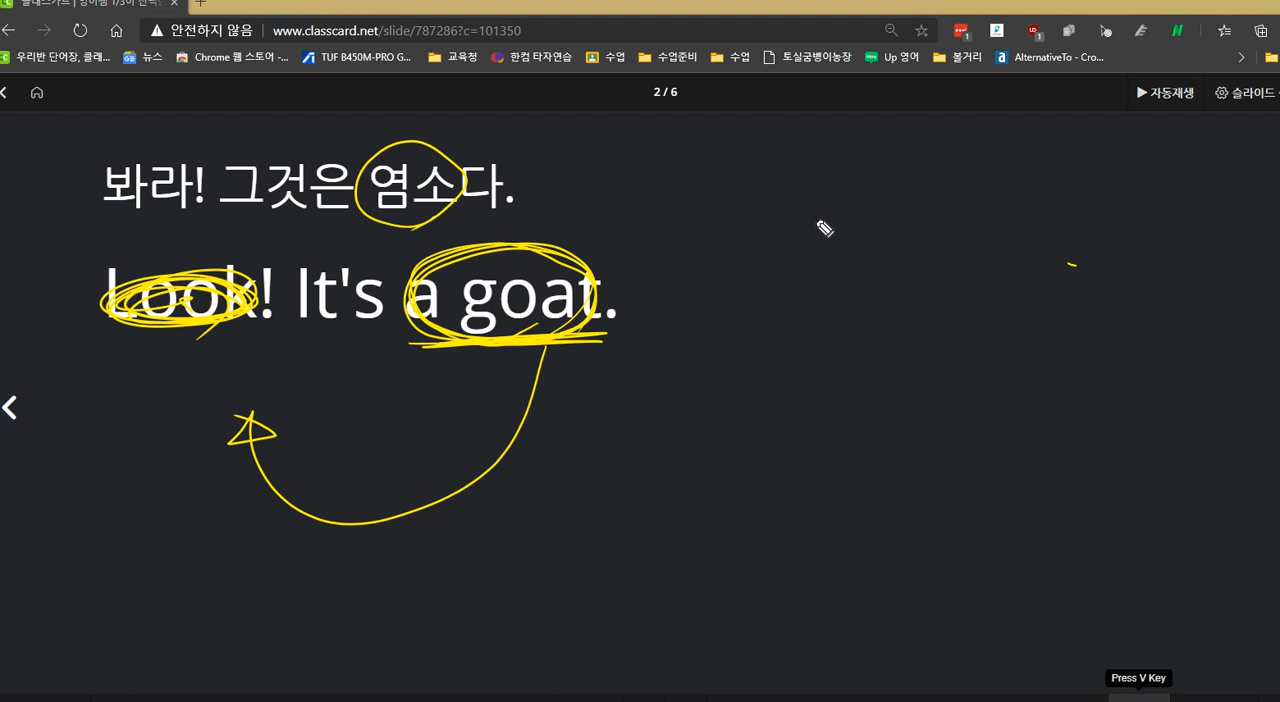 안전하지 않음 www.classcard.net/slide/787286?c=101350
우리반 단어장, 클래... 뉴스 Chrome 웹 스토어 -... TUF B450M-PRO G... 교육청 한컴 타자연습 수업 수업준비 수업 토실굼벵이농장 Up 영어 볼거리 AlternativeTo - Cro...
2 / 6 자동재생 슬라이드
봐라! 그것은 염소다.
Look! It's a goat.
Press V Key